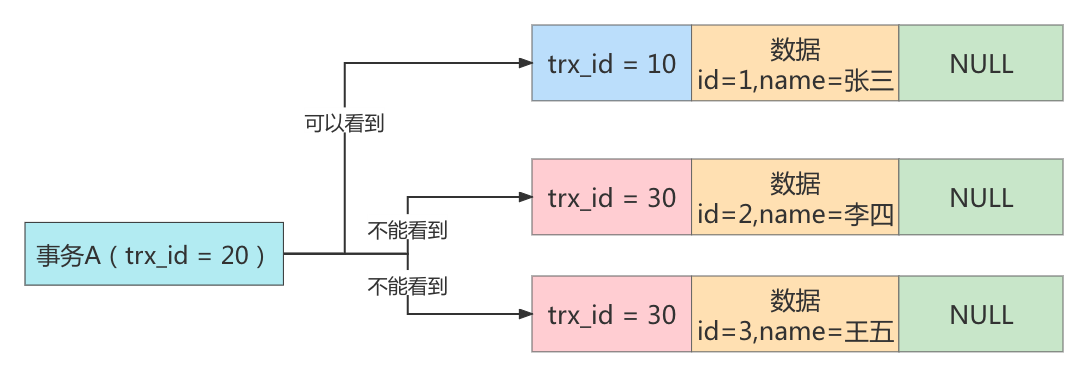 trx_id = 10
数据
id=1,name=张三
NULL
可以看到
trx_id = 30
数据
id=2,name=李四
NULL
不能看到
事务A（trx_id = 20）
不能看到
trx_id = 30
数据
id=3,name=王五
NULL